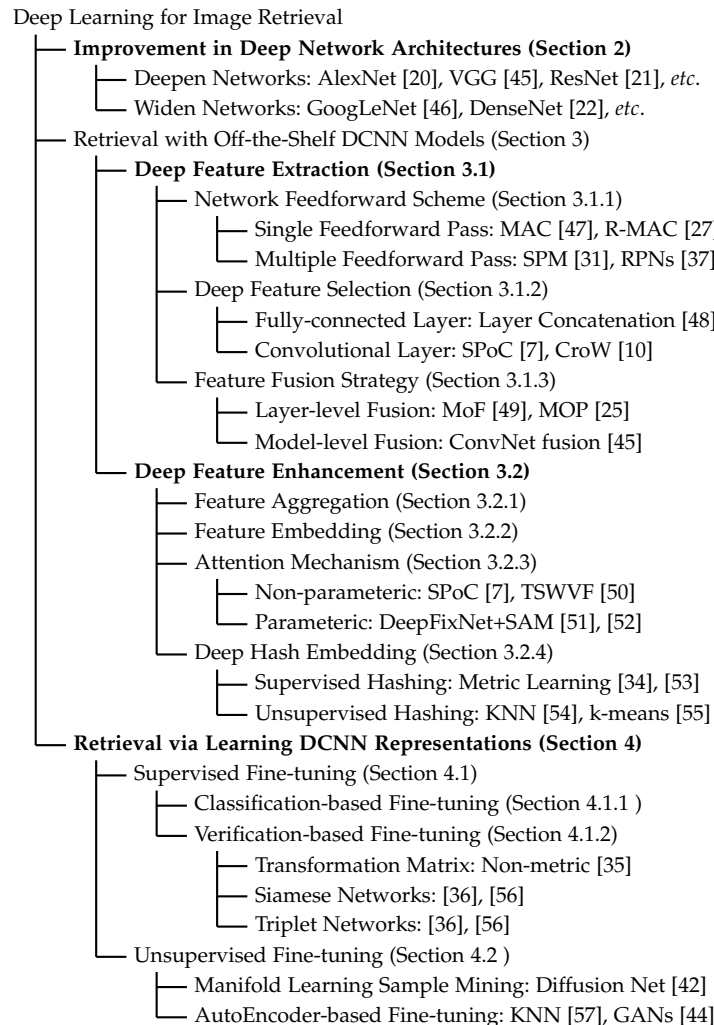 Deep Learning for Image Retrieval
Improvement in Deep Network Architectures (Section 2)
Deepen Networks: AlexNet [20], VGG [45], ResNet [21], etc.
Widen Networks: GoogLeNet [46], DenseNet [22], etc.
Retrieval with Off-the-Shelf DCNN Models (Section 3)
Deep Feature Extraction (Section 3.1)
Network Feedforward Scheme (Section 3.1.1)
Single Feedforward Pass: MAC [47], R-MAC [27]
Multiple Feedforward Pass: SPM [31], RPNs [37]
Deep Feature Selection (Section 3.1.2)
Fully-connected Layer: Layer Concatenation [48]
Convolutional Layer: SPoC [7], CroW [10]
Feature Fusion Strategy (Section 3.1.3)
Layer-level Fusion: MoF [49], MOP [25]
Model-level Fusion: ConvNet fusion [45]
Deep Feature Enhancement (Section 3.2)
Feature Aggregation (Section 3.2.1)
Feature Embedding (Section 3.2.2)
Attention Mechanism (Section 3.2.3)
Non-parameteric: SPoC [7], TSWVF [50]
Parameteric: DeepFixNet+SAM [51], [52]
Deep Hash Embedding (Section 3.2.4)
Supervised Hashing: Metric Learning [34], [53]
Unsupervised Hashing: KNN [54], k-means [55]
Retrieval via Learning DCNN Representations (Section 4)
Supervised Fine-tuning (Section 4.1)
Classification-based Fine-tuning (Section 4.1.1 )
Verification-based Fine-tuning (Section 4.1.2)
Transformation Matrix: Non-metric [35]
Siamese Networks: [36], [56]
Triplet Networks: [36], [56]
Unsupervised Fine-tuning (Section 4.2 )
Manifold Learning Sample Mining: Diffusion Net [42]
AutoEncoder-based Fine-tuning: KNN [57], GANs [44]